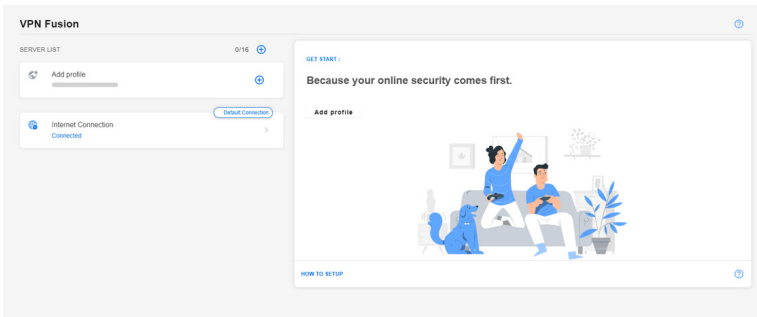 VPN Fusion
SERVER LIST 0/16
Add profile
Default Connection
Internet Connection
Connected
GET START :
Because your online security comes first.
Add profile
HOW TO SETUP